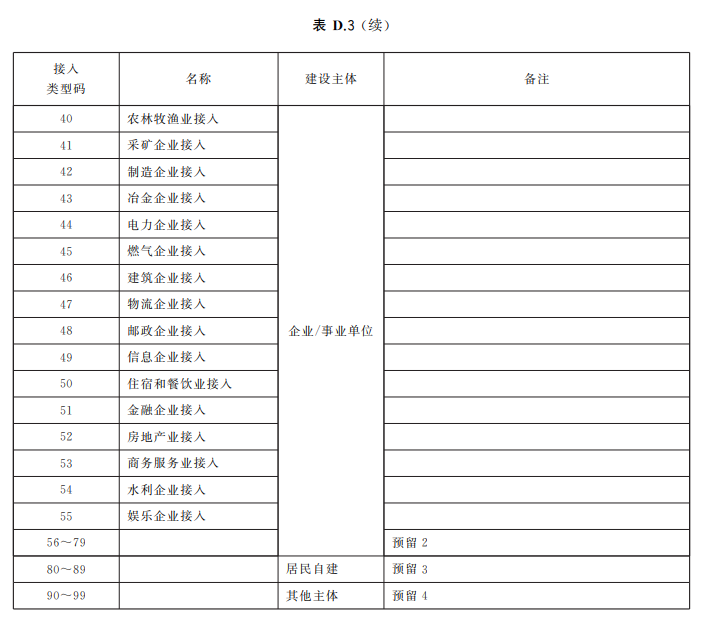 表 D.3（续）
接入
类型码
名称
建设主体
备注
40 农林牧渔业接入
41 采矿企业接入
42 制造企业接入
43 冶金企业接入
44 电力企业接入
45 燃气企业接入
46 建筑企业接入
47 物流企业接入
48 邮政企业接入 企业/事业单位
49 信息企业接入
50 住宿和餐饮业接入
51 金融企业接入
52 房地产业接入
53 商务服务业接入
54 水利企业接入
55 娱乐企业接入
56～79 预留 2
80～89 居民自建 预留 3
90～99 其他主体 预留 4